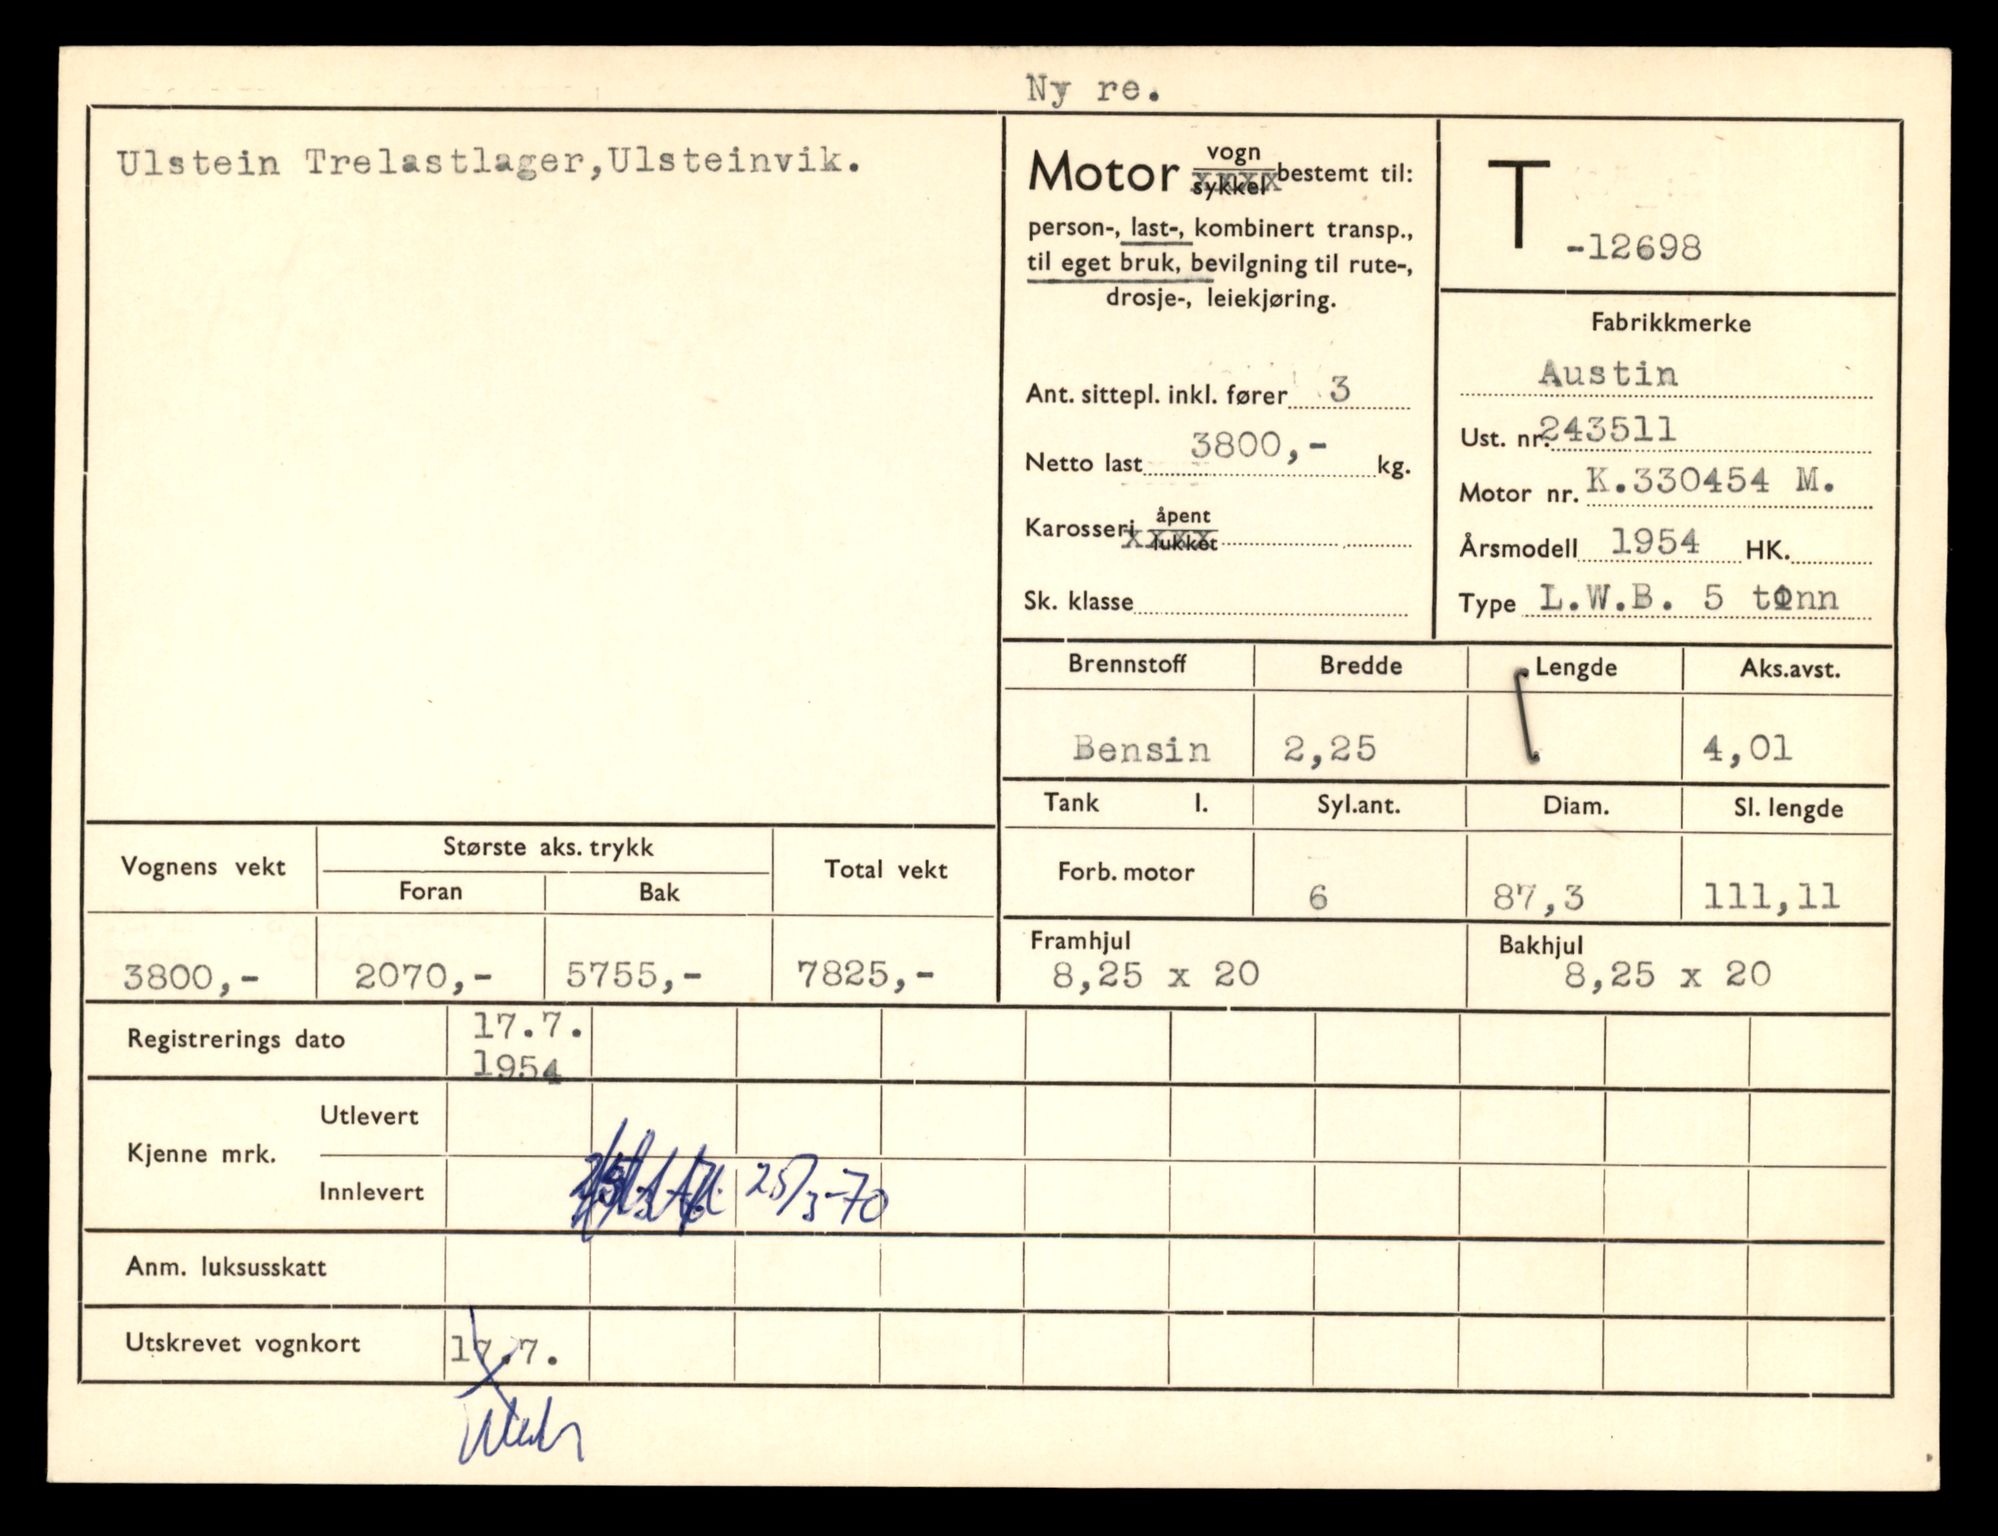 Ny re.
Ulstein Trelastlager,Ulsteinvik.
Motor vogn sykkel bestemt til:
person-, last-, kombinert transp.,
til eget bruk, bevilgning til rute-,
drosje-, leiekjøring.
Ant. sittepl. inkl. fører 3
Netto last 3800,- kg.
Karosseri åpent lukket
Sk. klasse
T -12698
Fabrikkmerke
Austin
Ust. nr. 243511
Motor nr. K.330454 M.
Årsmodell 1954 HK.
Type L.W.B. 5 tonn
Brennstoff Bredde Lengde Aks.avst.
Bensin 2,25 4,01
Tank l. Syl.ant. Diam. Sl. lengde
Forb. motor 6 87,3 111,11
Framhjul Bakhjul
8,25 x 20 8,25 x 20
Vognens vekt Største aks. trykk Total vekt
Foran Bak
3800,- 2070,- 5755,- 7825,-
Registrerings dato 17.7.
1954
Kjenne mrk. Utlevert
Innlevert 25/3-70
Anm. luksusskatt
Utskrevet vognkort 17.7.